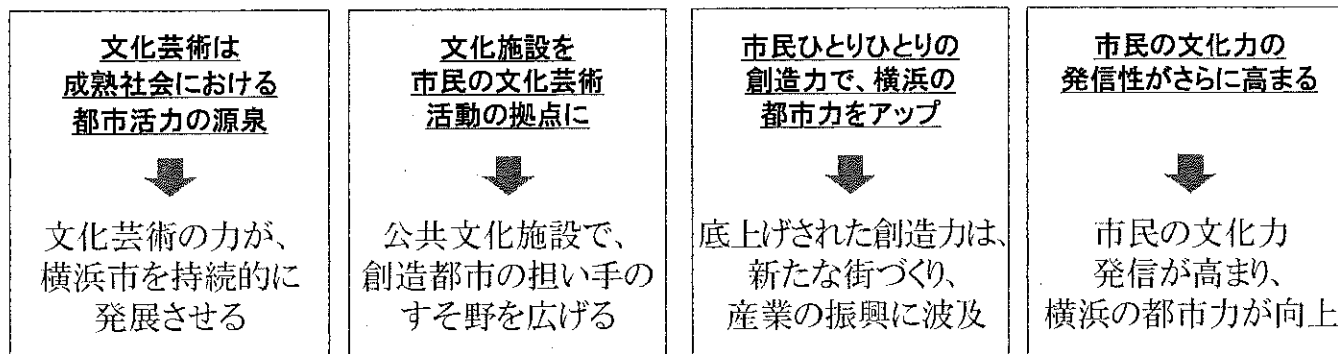 文化芸術は
成熟社会における
都市活力の源泉
文化芸術の力が、
横浜市を持続的に
発展させる
文化施設を
市民の文化芸術
活動の拠点に
公共文化施設で、
創造都市の担い手の
すそ野を広げる
市民ひとりひとりの
創造力で、横浜の
都市力をアップ
底上げされた創造力は、
新たな街づくり、
産業の振興に波及
市民の文化力の
発信性がさらに高まる
市民の文化力
発信が高まり、
横浜の都市力が向上